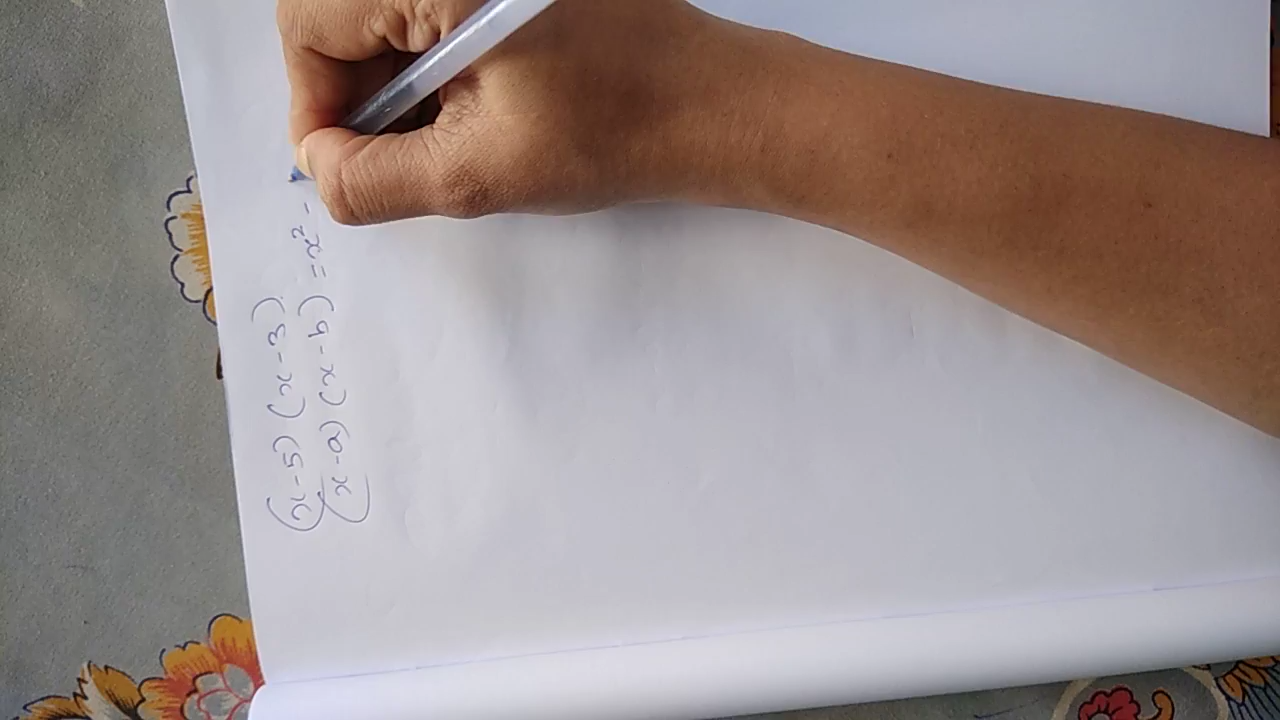 (x-5) (x-3)
(x-a) (x-b) = x² -